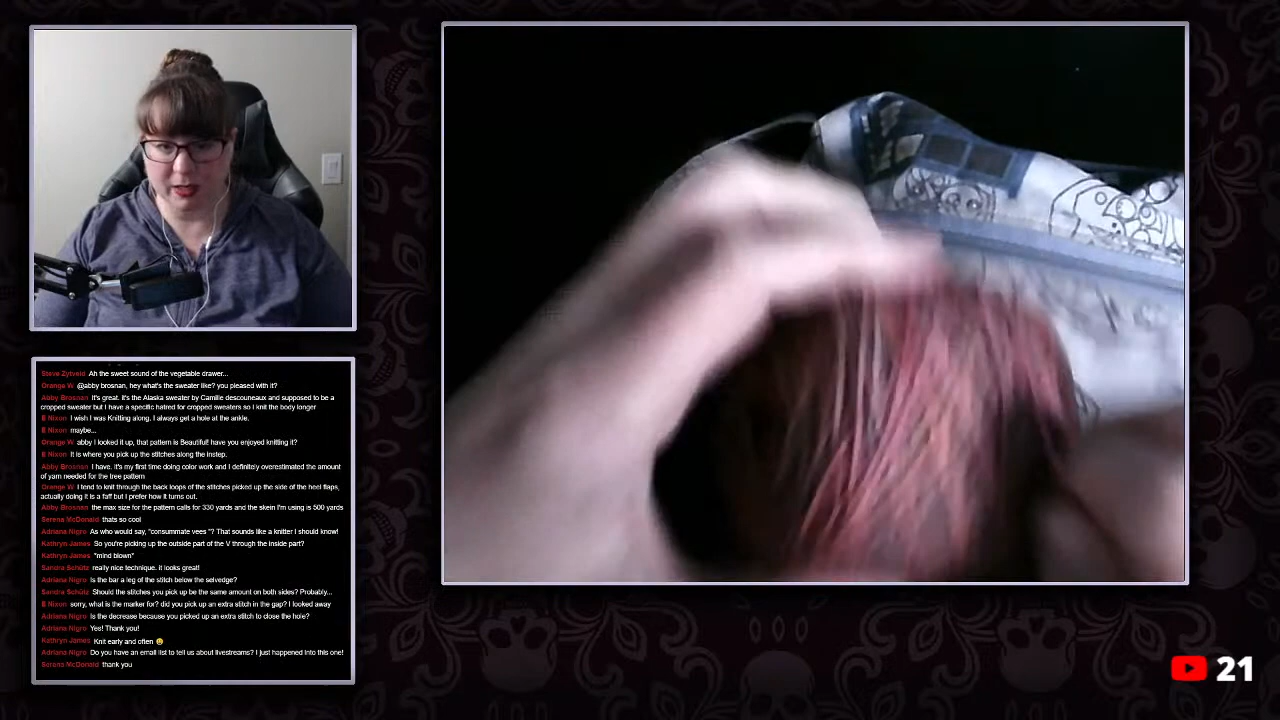 Steve Zytveld Ah the sweet sound of the vegetable drawer...
Orange W @abby brosnan, hey what's the sweater like? you pleased with it?
Abby Brosnan It's great. It's the Alaska sweater by Camille descouneaux and supposed to be a
cropped sweater but I have a specific hatred for cropped sweaters so I knit the body longer
B Nixon I wish I was Knitting along. I always get a hole at the ankle.
B Nixon maybe...
Orange W abby I looked it up, that pattern is Beautiful! have you enjoyed knitting it?
B Nixon It is where you pick up the stitches along the instep.
Abby Brosnan I have. It's my first time doing color work and I definitely overestimated the amount
of yarn needed for the tree pattern
Orange W I tend to knit through the back loops of the stitches picked up the side of the heel flaps,
actually doing it is a faff but I prefer how it turns out.
Abby Brosnan the max size for the pattern calls for 330 yards and the skein I'm using is 500 yards
Serena McDonald thats so cool
Adriana Nigro As who would say, "consummate vees "? That sounds like a knitter I should know!
Kathryn James So you're picking up the outside part of the V through the inside part?
Kathryn James "mind blown"
Sandra Schütz really nice technique. it looks great!
Adriana Nigro Is the bar a leg of the stitch below the selvedge?
Sandra Schütz Should the stitches you pick up be the same amount on both sides? Probably...
B Nixon sorry, what is the marker for? did you pick up an extra stitch in the gap? I looked away
Adriana Nigro Is the decrease because you picked up an extra stitch to close the hole?
Adriana Nigro Yes! Thank you!
Kathryn James Knit early and often
Adriana Nigro Do you have an email list to tell us about livestreams? I just happened into this one!
Serena McDonald thank you
21